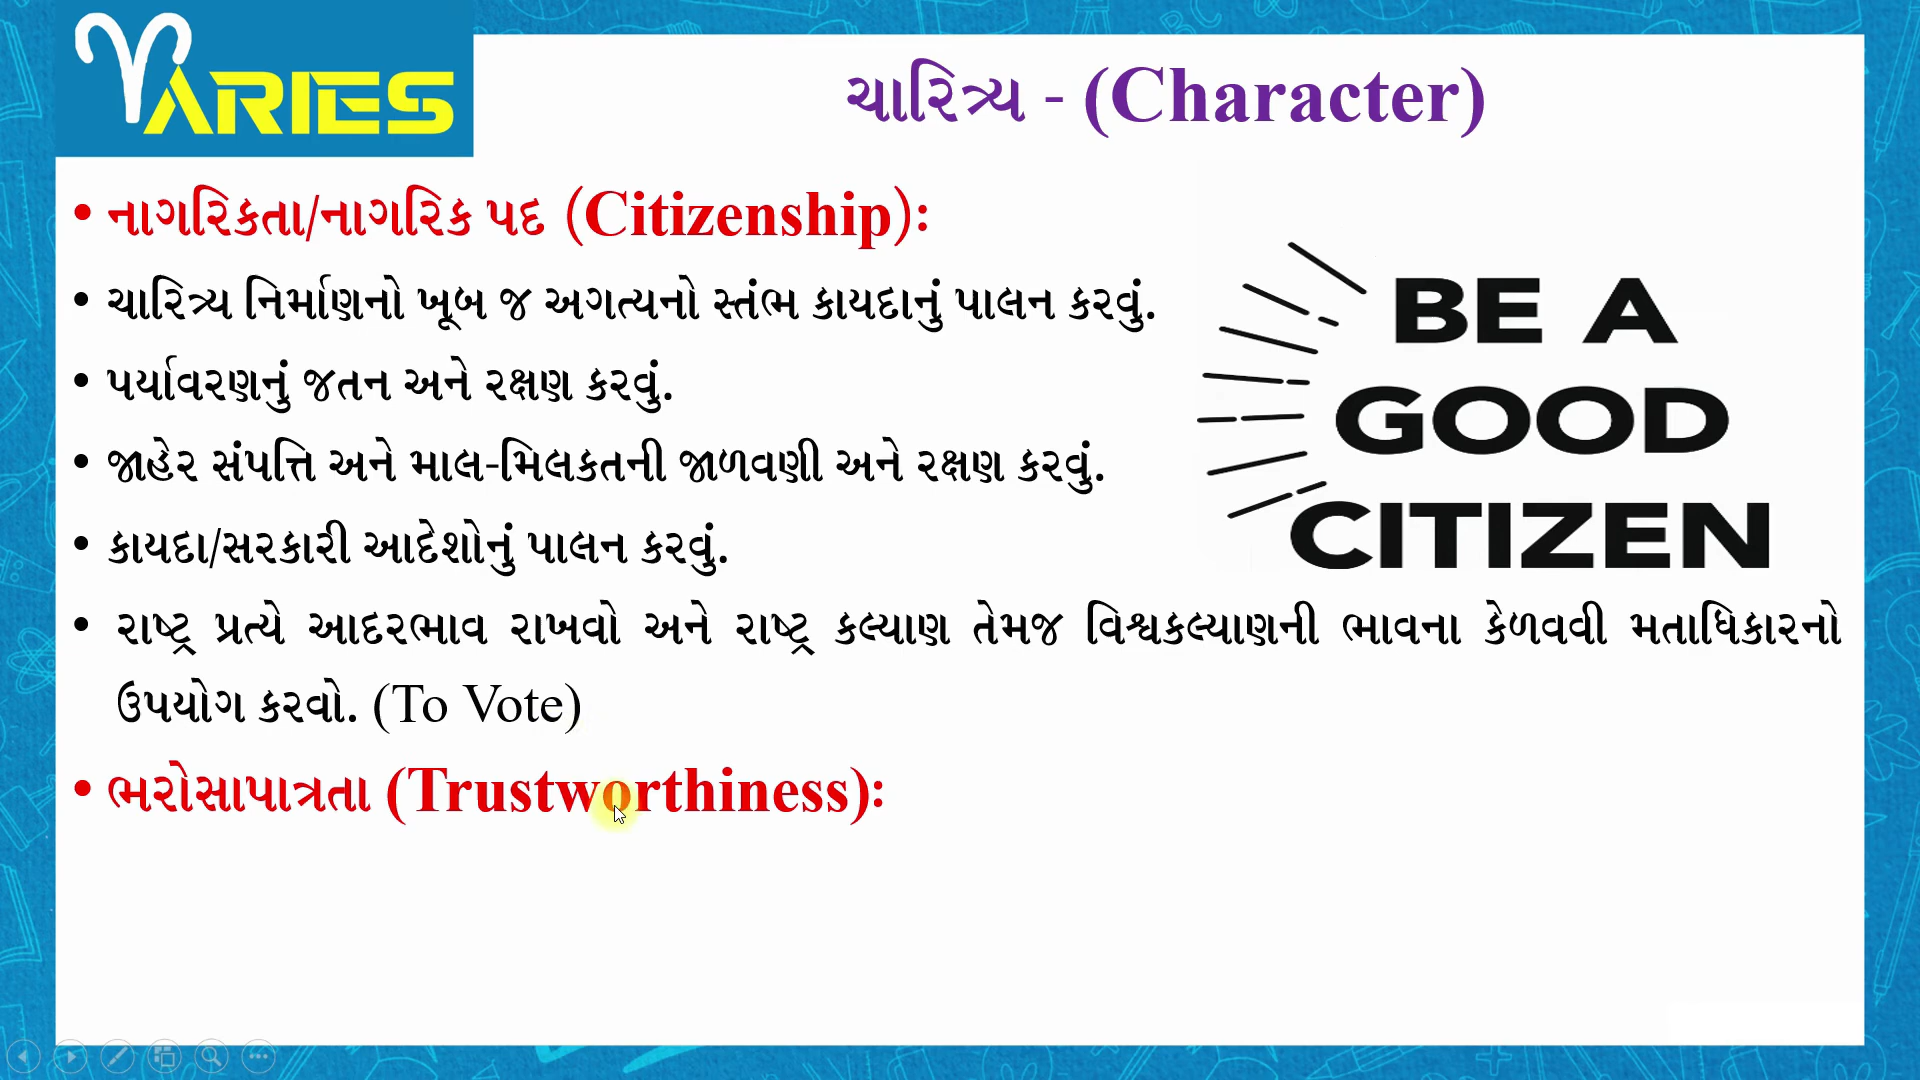 ARIES
ચારિત્ર્ય - (Character)
• નાગરિકતા/નાગરિક પદ (Citizenship):
• ચારિત્ર્ય નિર્માણનો ખૂબ જ અગત્યનો સ્તંભ કાયદાનું પાલન કરવું.
• પર્યાવરણનું જતન અને રક્ષણ કરવું.
• જાહેર સંપત્તિ અને માલ-મિલકતની જાળવણી અને રક્ષણ કરવું.
• કાયદા/સરકારી આદેશોનું પાલન કરવું.
BE A
GOOD
CITIZEN
• રાષ્ટ્ર પ્રત્યે આદરભાવ રાખવો અને રાષ્ટ્ર કલ્યાણ તેમજ વિશ્વકલ્યાણની ભાવના કેળવવી મતાધિકારનો
ઉપયોગ કરવો. (To Vote)
• ભરોસાપાત્રતા (Trustworthiness):